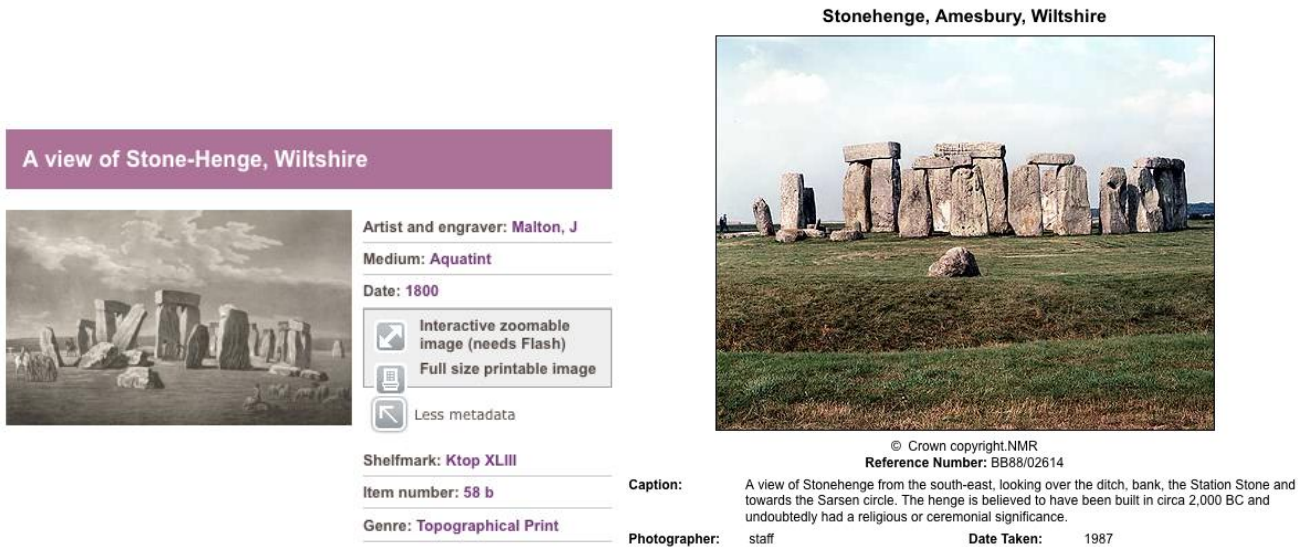 A view of Stone-Henge, Wiltshire
Artist and engraver: Malton, J
Medium: Aquatint
Date: 1800
Interactive zoomable
image (needs Flash)
Full size printable image
Less metadata
Shelfmark: Ktop XLIII
Item number: 58 b
Genre: Topographical Print
Stonehenge, Amesbury, Wiltshire
© Crown copyright.NMR
Reference Number: BB88/02614
Caption: A view of Stonehenge from the south-east, looking over the ditch, bank, the Station Stone and
towards the Sarsen circle. The henge is believed to have been built in circa 2,000 BC and
undoubtedly had a religious or ceremonial significance.
Photographer: staff Date Taken: 1987